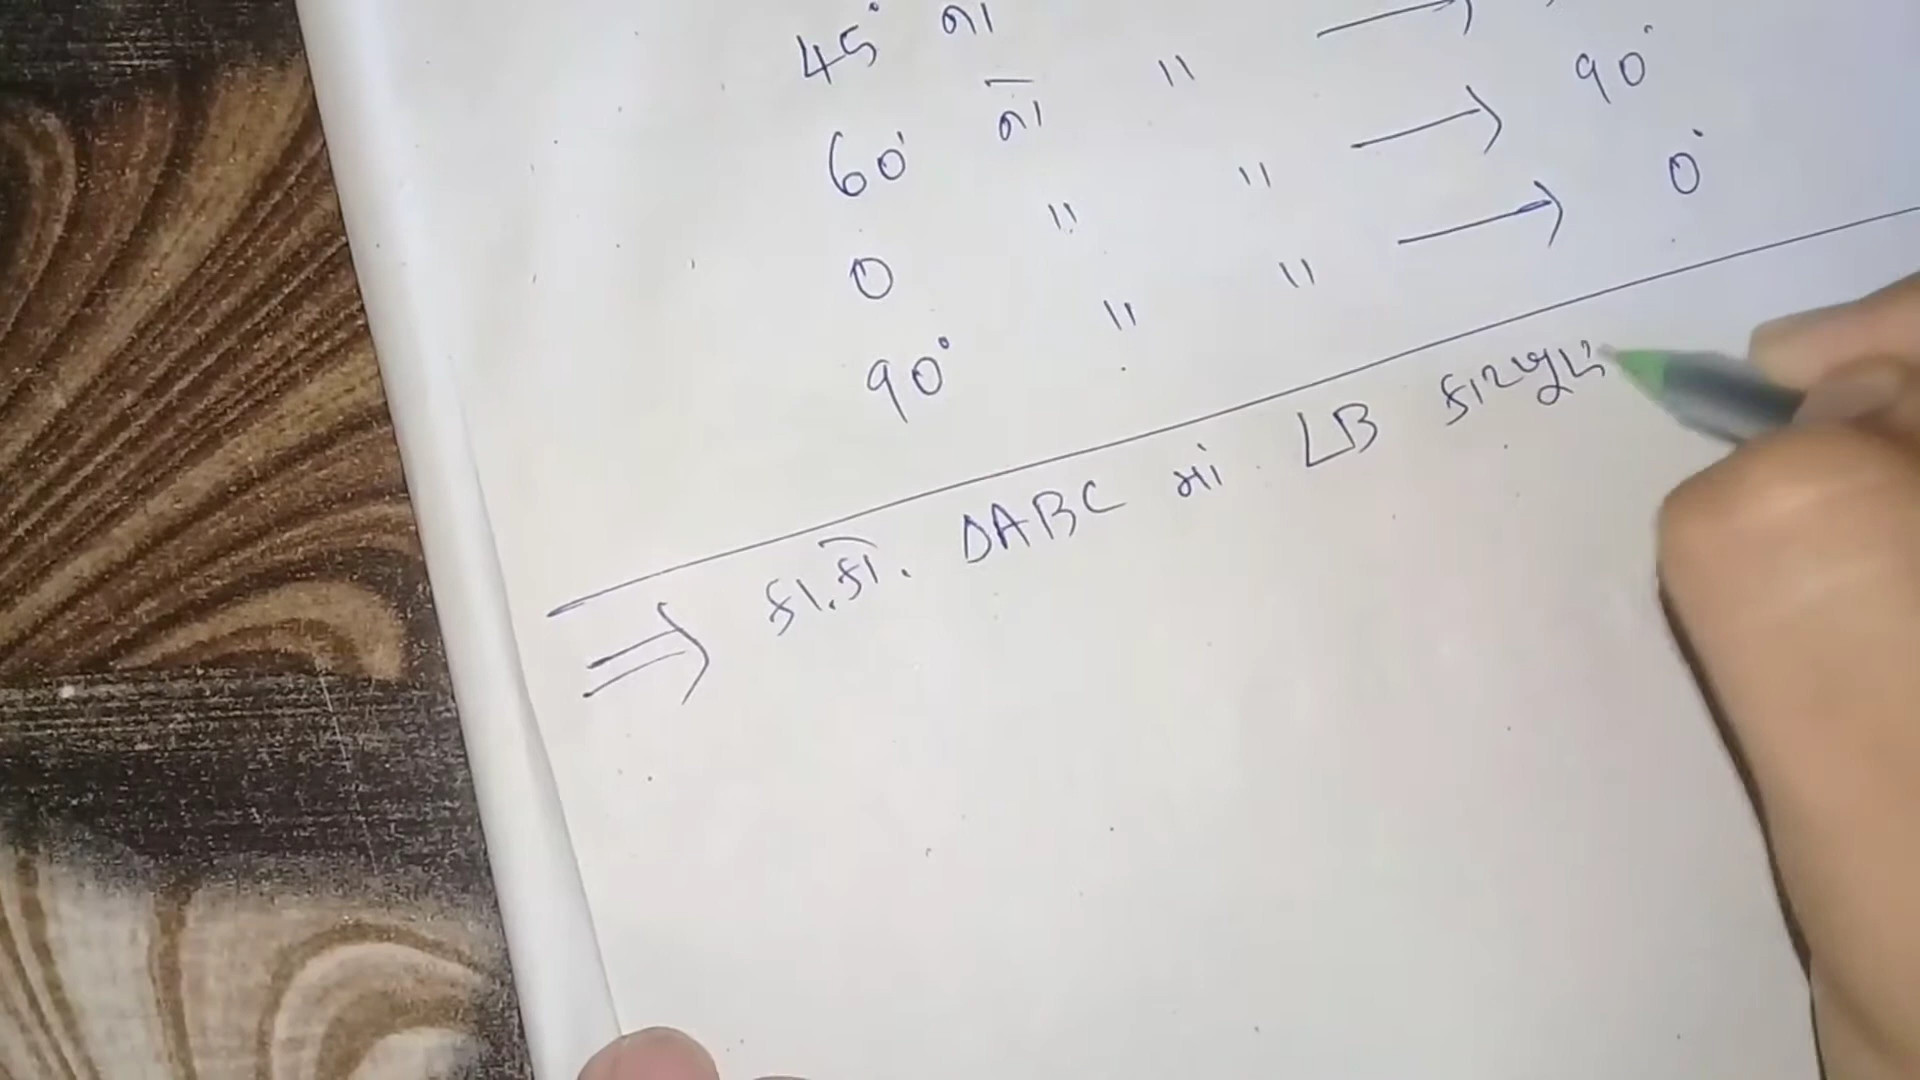 45° ના →
60° ના " → 90°
0 " " → 0°
90° " "
⇒ કા.કો. ΔABC માં ∠B કાટખૂણ